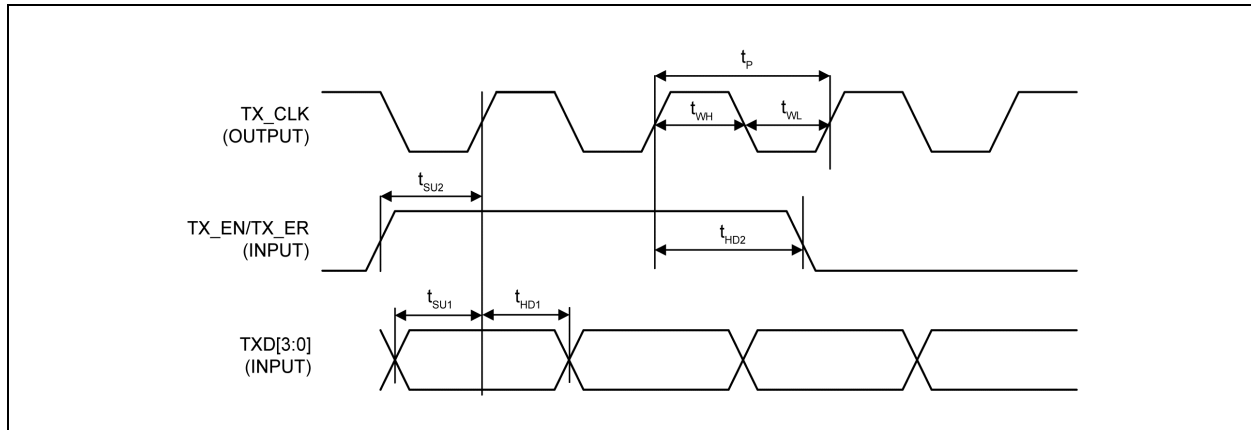 t_P
TX_CLK
(OUTPUT)
t_WH
t_WL
t_SU2
TX_EN/TX_ER
(INPUT)
t_HD2
t_SU1
t_HD1
TXD[3:0]
(INPUT)